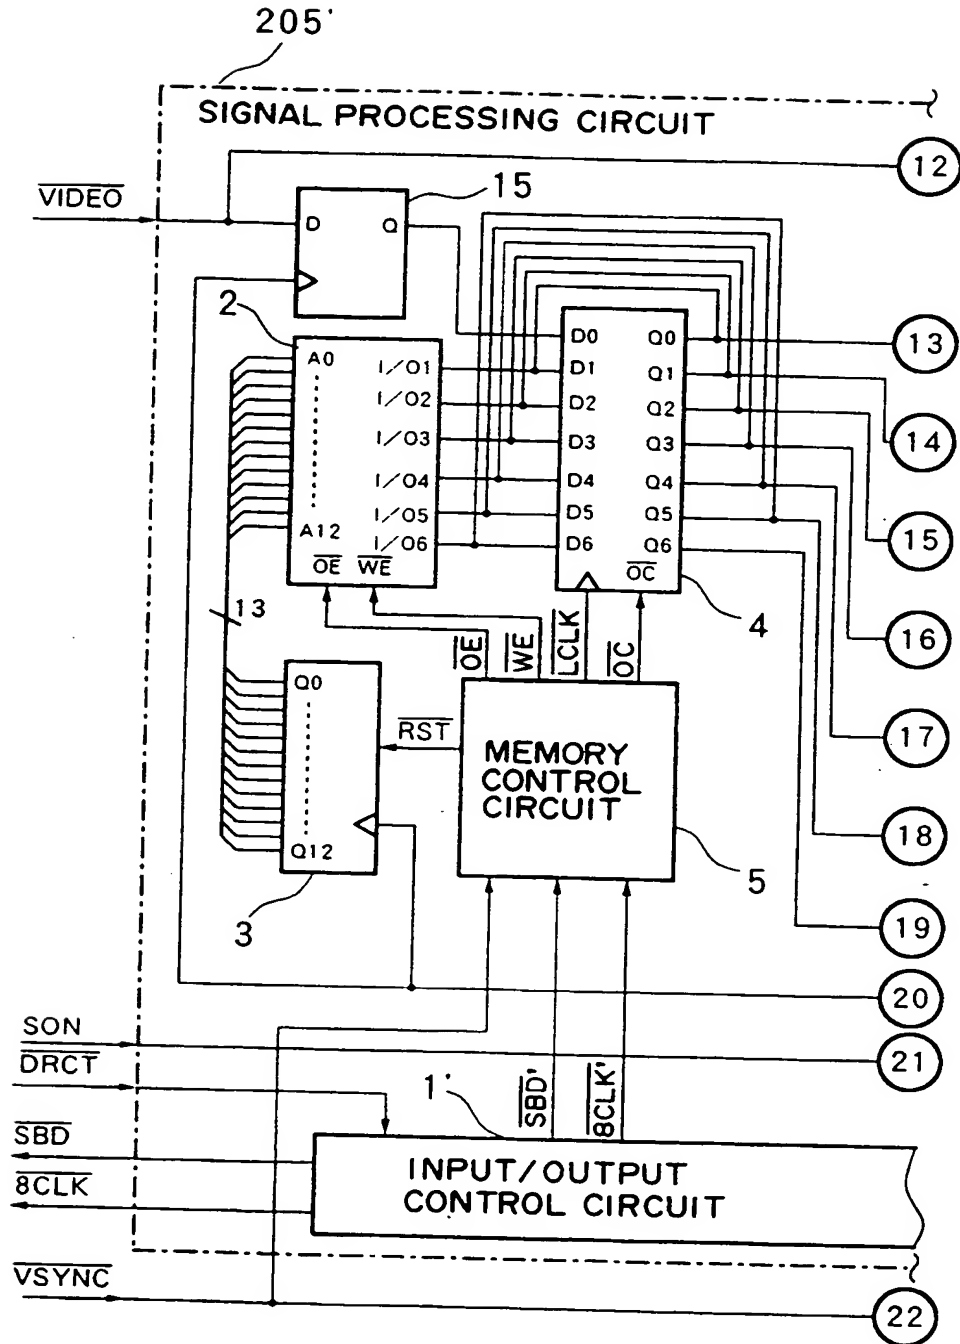 205'
SIGNAL PROCESSING CIRCUIT
12
VIDEO
15
D Q
2
D0 Q0
13
A0
I/O1
D1 Q1
I/O2
D2 Q2
14
I/O3
D3 Q3
I/O4
D4 Q4
I/O5
D5 Q5
15
A12
I/O6
D6 Q6
OE WE
OC
13
4
OE
WE
LCLK
OC
16
Q0
RST
MEMORY
CONTROL
CIRCUIT
17
18
Q12
5
3
19
20
SON
21
DRCT
1'
SBD'
8CLK'
SBD
INPUT/OUTPUT
CONTROL CIRCUIT
8CLK
VSYNC
22